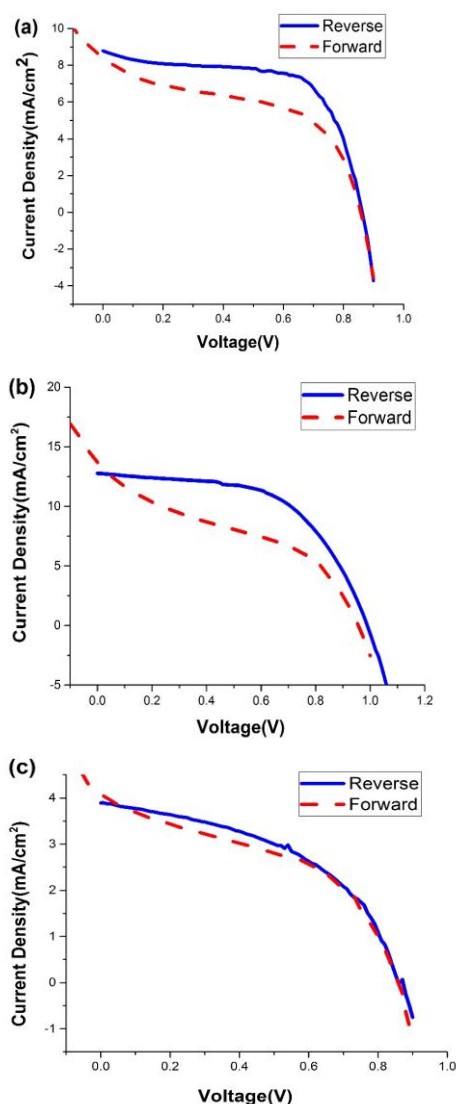 (a)
Reverse
Forward
10
8
6
4
2
0
-2
-4
0.0 0.2 0.4 0.6 0.8 1.0
Current Density(mA/cm²)
Voltage(V)
(b)
Reverse
Forward
20
15
10
5
0
-5
0.0 0.2 0.4 0.6 0.8 1.0 1.2
Current Density(mA/cm²)
Voltage(V)
(c)
Reverse
Forward
4
3
2
1
0
-1
0.0 0.2 0.4 0.6 0.8 1.0
Current Density(mA/cm²)
Voltage(V)